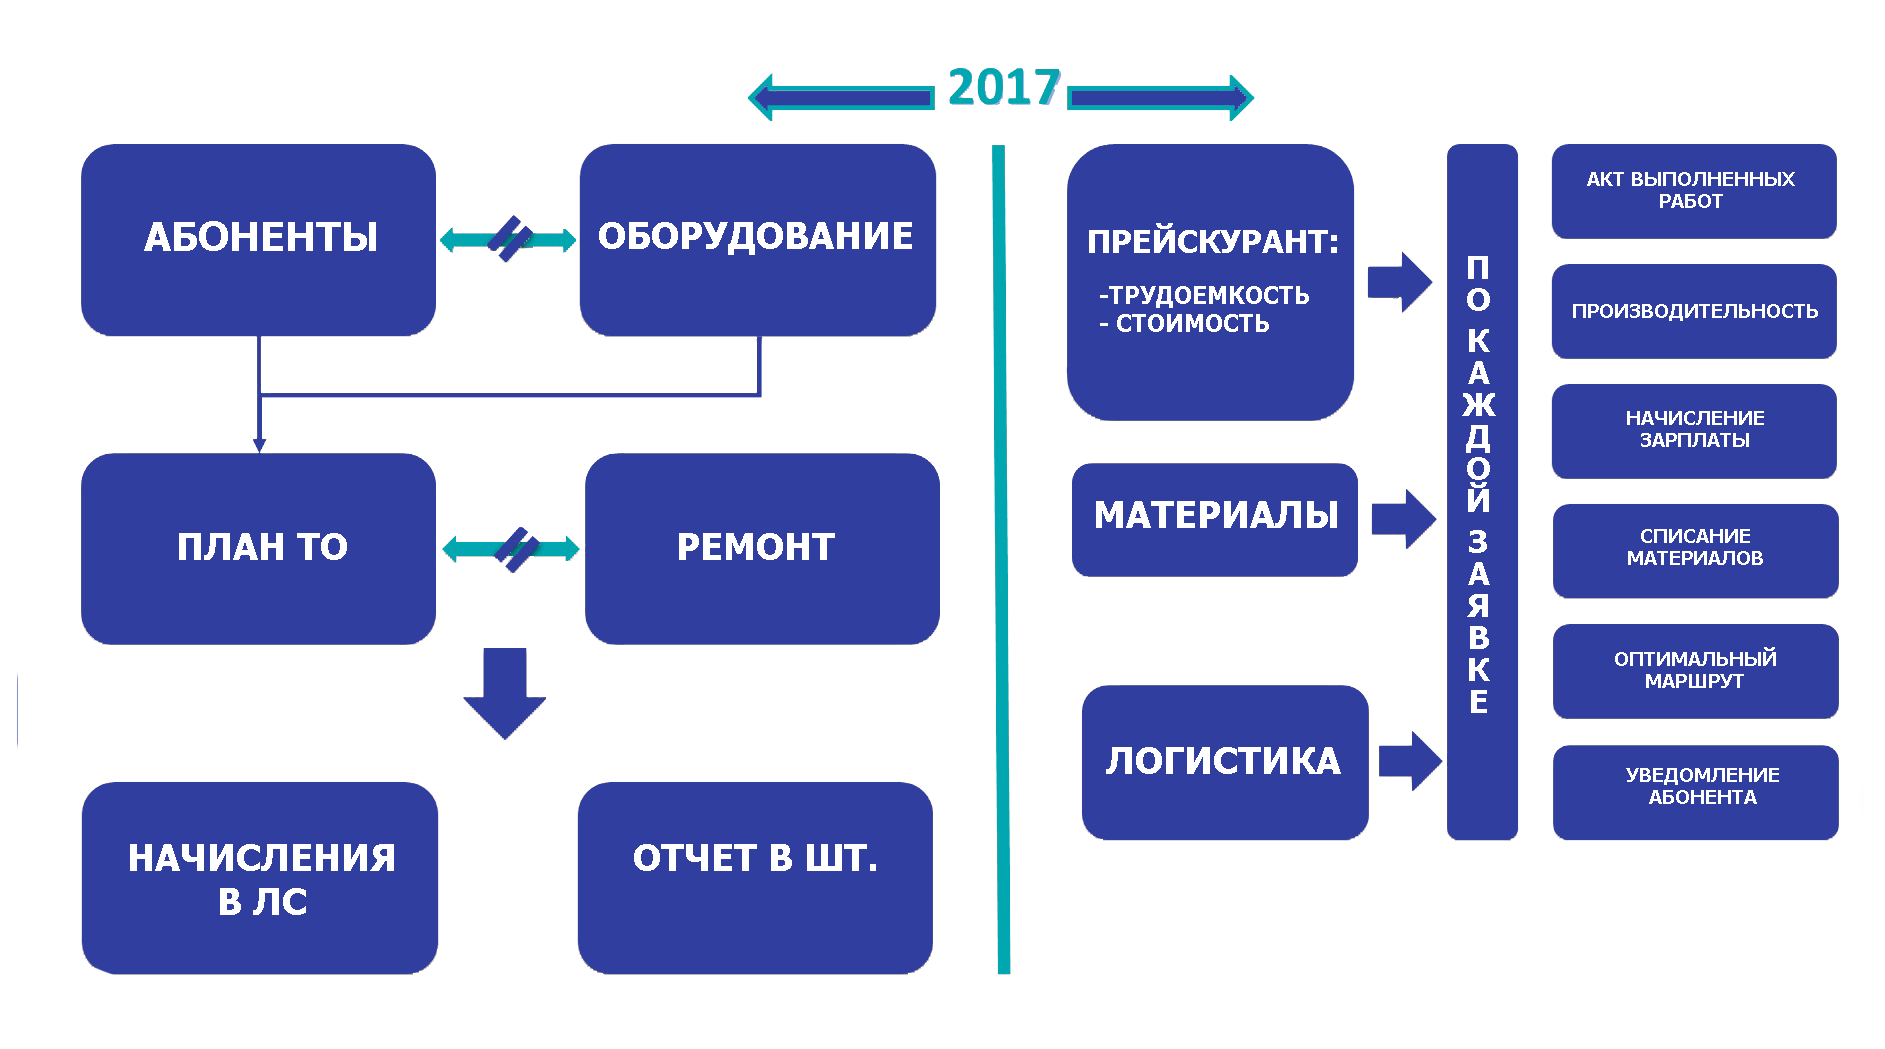 2017
АБОНЕНТЫ
ОБОРУДОВАНИЕ
ПЛАН ТО
РЕМОНТ
НАЧИСЛЕНИЯ
В ЛС
ОТЧЕТ В ШТ.
ПРЕЙСКУРАНТ:
-ТРУДОЕМКОСТЬ
- СТОИМОСТЬ
МАТЕРИАЛЫ
ЛОГИСТИКА
ПО КАЖДОЙ ЗАЯВКЕ
АКТ ВЫПОЛНЕННЫХ
РАБОТ
ПРОИЗВОДИТЕЛЬНОСТЬ
НАЧИСЛЕНИЕ
ЗАРПЛАТЫ
СПИСАНИЕ
МАТЕРИАЛОВ
ОПТИМАЛЬНЫЙ
МАРШРУТ
УВЕДОМЛЕНИЕ
АБОНЕНТА